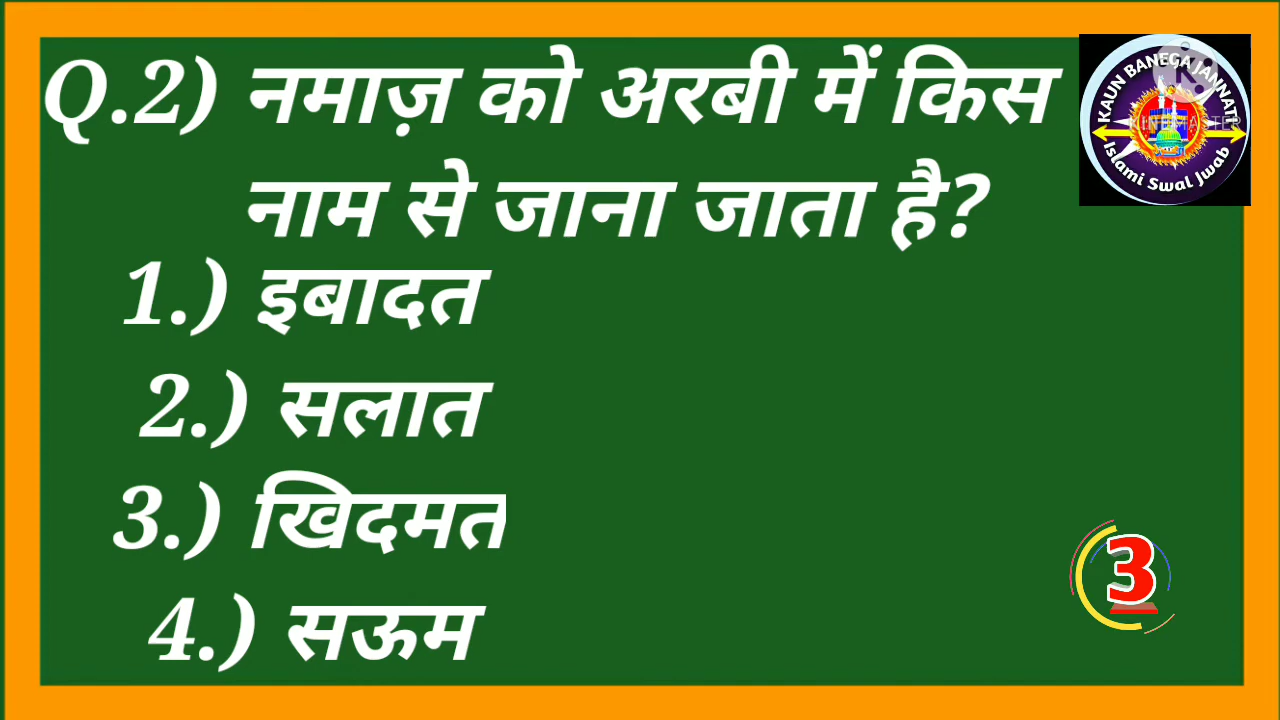 Q.2) नमाज़ को अरबी में किस
नाम से जाना जाता है?
1.) इबादत
2.) सलात
3.) खिदमत
4.) सऊम
KAUN BANEGA JANNATI
KINEMASTER
Islami Swal Jwab
3